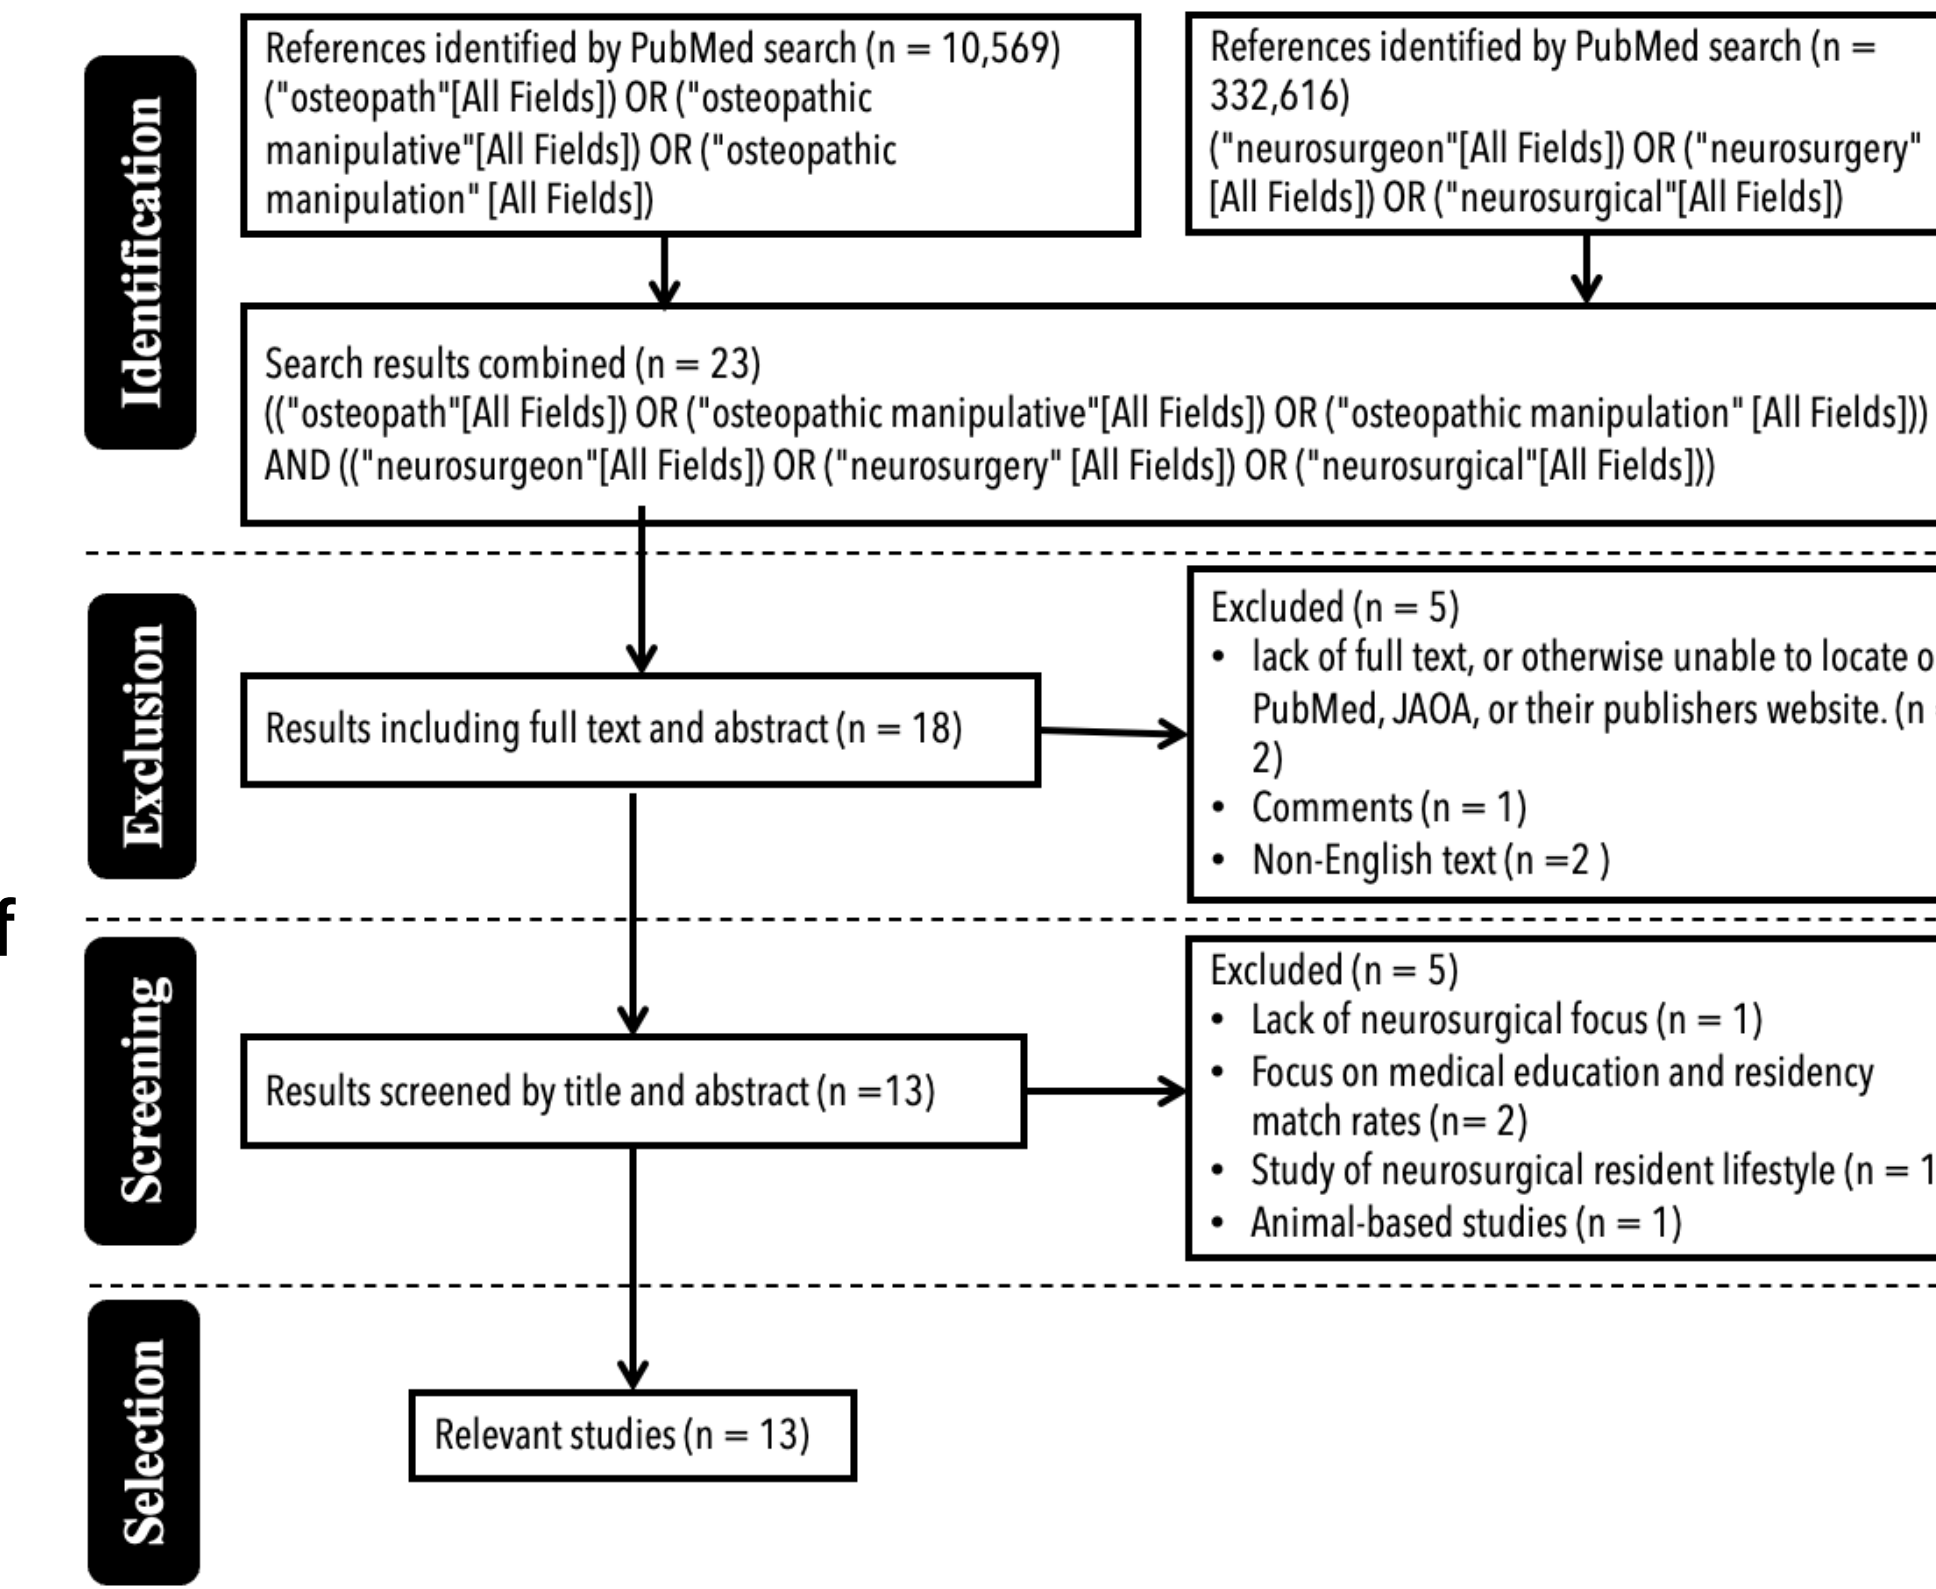 Identification
References identified by PubMed search (n = 10,569)
("osteopath"[All Fields]) OR ("osteopathic
manipulative"[All Fields]) OR ("osteopathic
manipulation" [All Fields])
References identified by PubMed search (n =
332,616)
("neurosurgeon"[All Fields]) OR ("neurosurgery"
[All Fields]) OR ("neurosurgical"[All Fields])
Search results combined (n = 23)
(("osteopath"[All Fields]) OR ("osteopathic manipulative"[All Fields]) OR ("osteopathic manipulation" [All Fields]))
AND (("neurosurgeon"[All Fields]) OR ("neurosurgery" [All Fields]) OR ("neurosurgical"[All Fields]))
Exclusion
Results including full text and abstract (n = 18)
Excluded (n = 5)
• lack of full text, or otherwise unable to locate o
PubMed, JAOA, or their publishers website. (n
2)
• Comments (n = 1)
• Non-English text (n =2 )
f
Screening
Results screened by title and abstract (n =13)
Excluded (n = 5)
• Lack of neurosurgical focus (n = 1)
• Focus on medical education and residency
match rates (n= 2)
• Study of neurosurgical resident lifestyle (n = 1
• Animal-based studies (n = 1)
Selection
Relevant studies (n = 13)